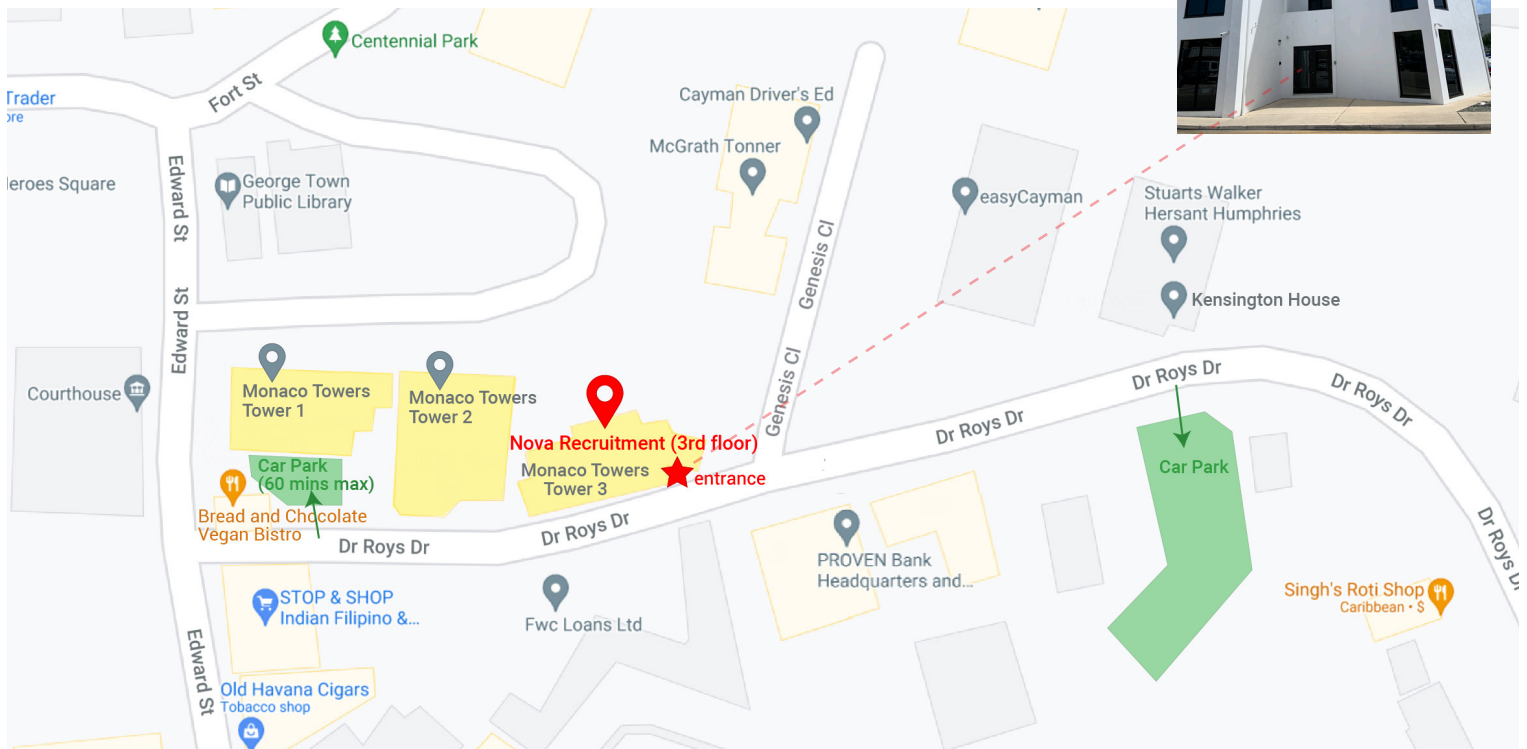 Centennial Park
Fort St
Trader
ore
Cayman Driver's Ed
McGrath Tonner
Edward St
eroes Square
George Town
Public Library
easyCayman
Stuarts Walker
Hersant Humphries
Genesis Cl
Edward St
Kensington House
Genesis Cl
Courthouse
Monaco Towers
Tower 1
Monaco Towers
Tower 2
Nova Recruitment (3rd floor)
Monaco Towers
Tower 3
entrance
Dr Roys Dr
Dr Roys Dr
Dr Roys Dr
Car Park
(60 mins max)
Car Park
Bread and Chocolate
Vegan Bistro
Dr Roys Dr
Dr Roys Dr
Dr Roys Dr
PROVEN Bank
Headquarters and...
STOP & SHOP
Indian Filipino &...
Fwc Loans Ltd
Singh's Roti Shop
Caribbean • $
Edward St
Old Havana Cigars
Tobacco shop